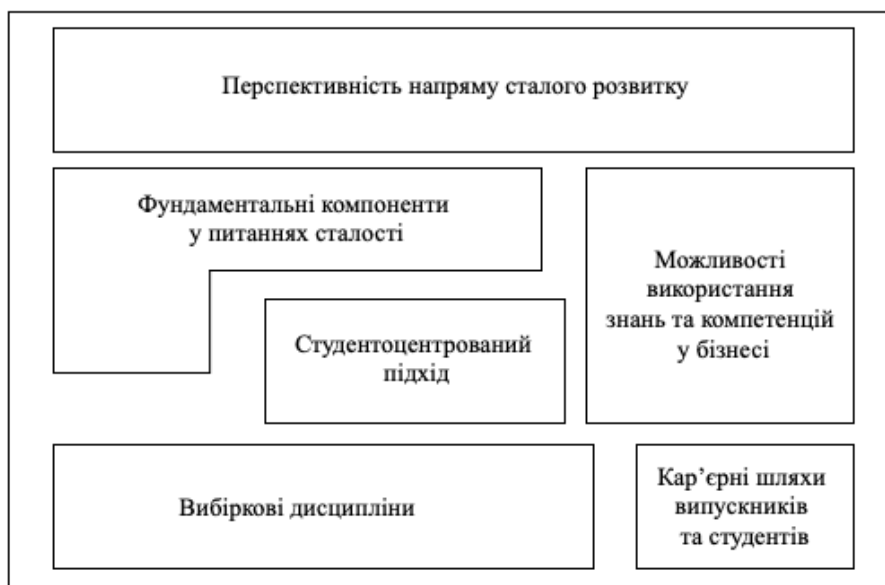 Перспективність напряму сталого розвитку
Фундаментальні компоненти
у питаннях сталості
Можливості
використання
знань та компетенцій
у бізнесі
Студентоцентрований
підхід
Вибіркові дисципліни
Кар’єрні шляхи
випускників
та студентів